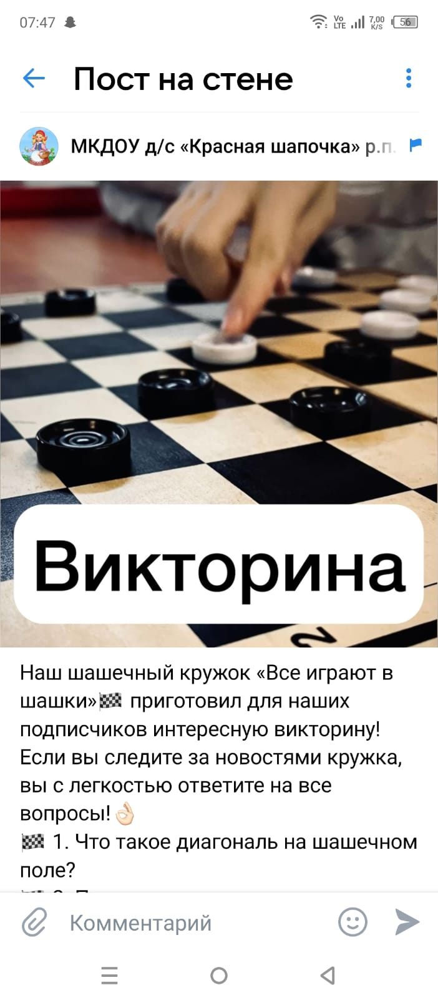 07:47 Vo LTE 7,00 K/S 56
Пост на стене
МКДОУ д/с «Красная шапочка» р.п.
Викторина
2
Наш шашечный кружок «Все играют в
шашки»🏁 приготовил для наших
подписчиков интересную викторину!
Если вы следите за новостями кружка,
вы с легкостью ответите на все
вопросы!👌🏻
🏁 1. Что такое диагональ на шашечном
поле?
Комментарий